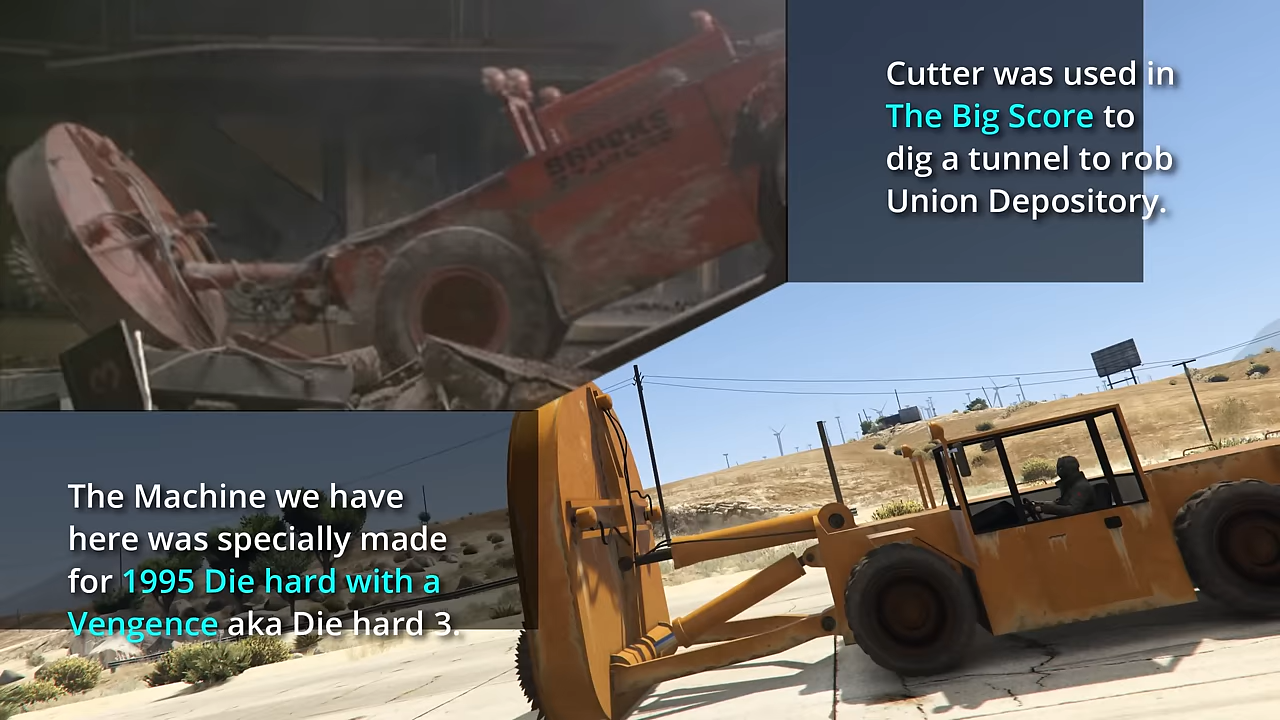 Cutter was used in
The Big Score to
dig a tunnel to rob
Union Depository.
BROOKS
The Machine we have
here was specially made
for 1995 Die hard with a
Vengence aka Die hard 3.